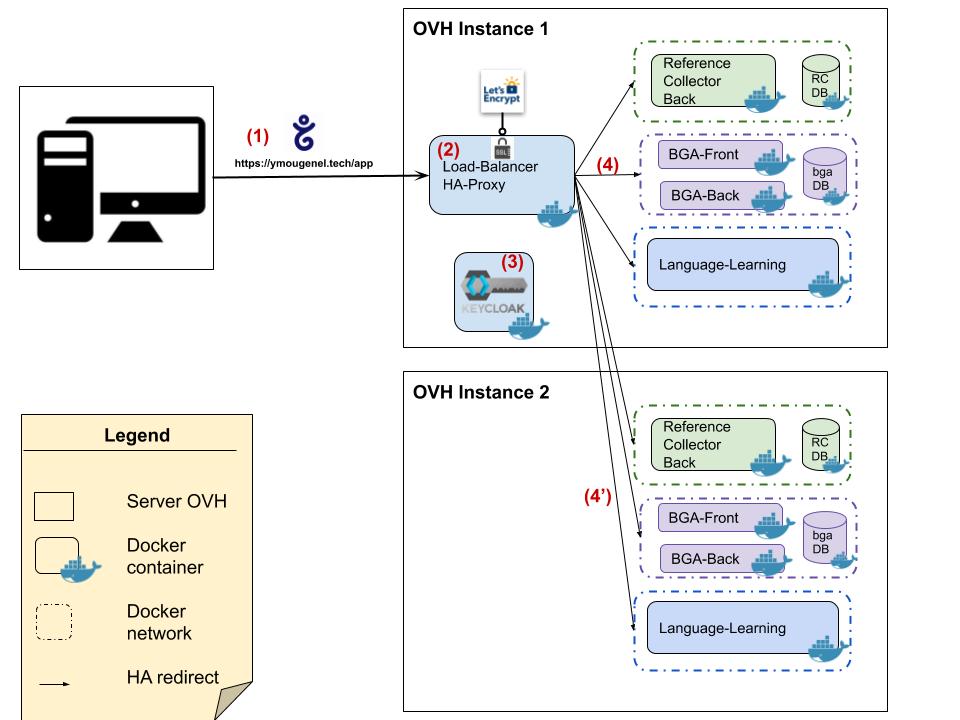 OVH Instance 1
Let's
Encrypt
SSL
(1)
https://ymougenel.tech/app
(2)
Load-Balancer
HA-Proxy
(3)
KEYCLOAK
(4)
Reference
Collector
Back
RC
DB
BGA-Front
BGA-Back
bga
DB
Language-Learning
OVH Instance 2
(4’)
Reference
Collector
Back
RC
DB
BGA-Front
BGA-Back
bga
DB
Language-Learning
Legend
Server OVH
Docker
container
Docker
network
HA redirect